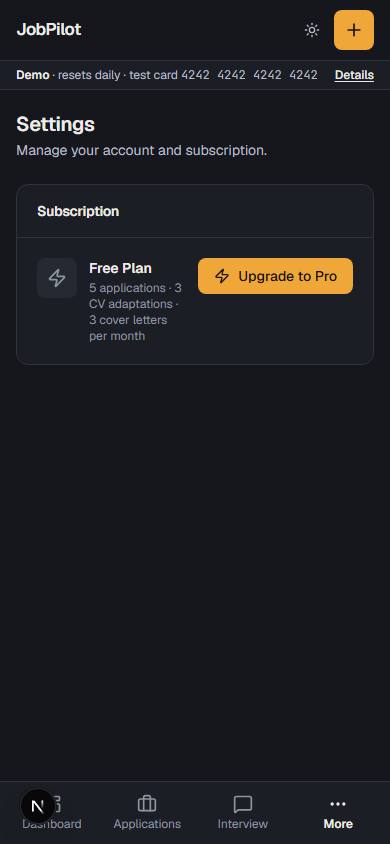 JobPilot
Demo · resets daily · test card 4242 4242 4242 4242 Details
Settings
Manage your account and subscription.
Subscription
Free Plan
5 applications · 3
CV adaptations ·
3 cover letters
per month
Upgrade to Pro
N
Dashboard
Applications
Interview
More